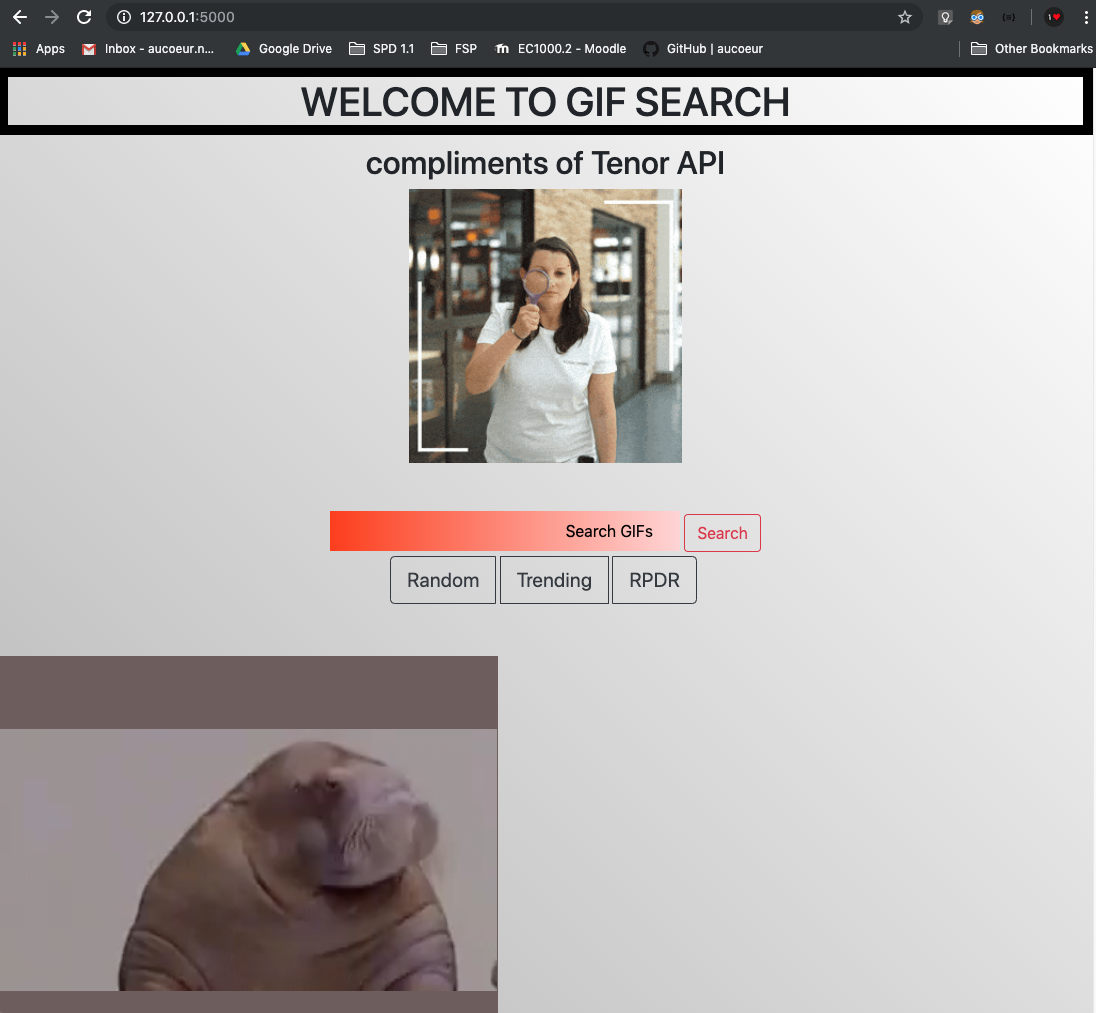 127.0.0.1:5000
Apps Inbox - aucoeur.n... Google Drive SPD 1.1 FSP EC1000.2 - Moodle GitHub | aucoeur Other Bookmarks
WELCOME TO GIF SEARCH
compliments of Tenor API
Search GIFs Search
Random Trending RPDR